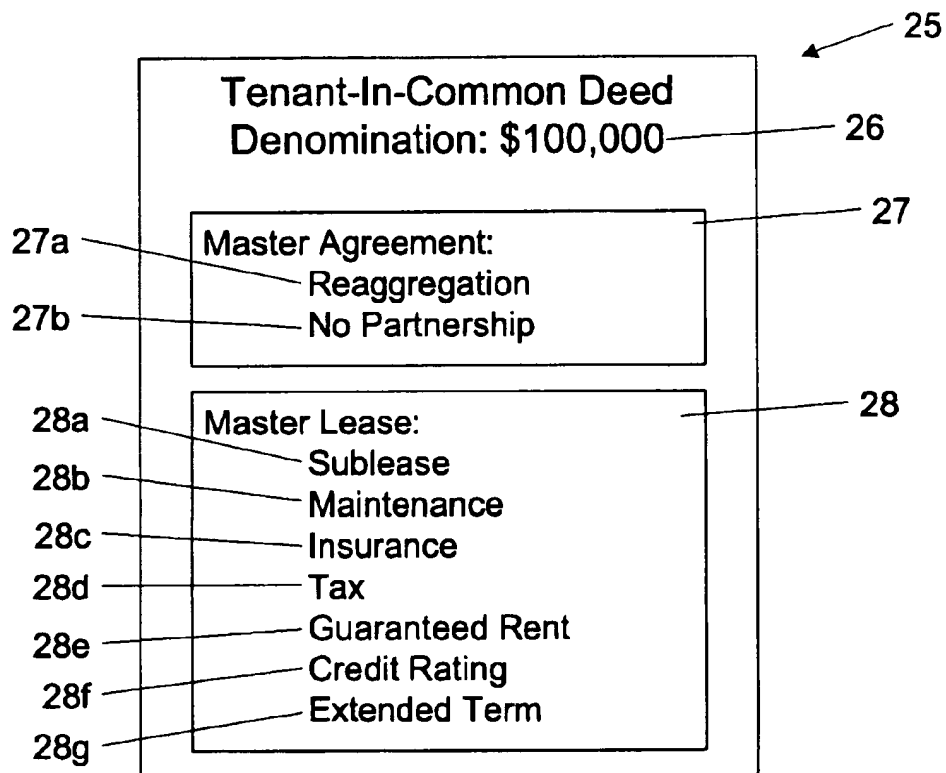 25
Tenant-In-Common Deed
Denomination: $100,000
26
27
27a
Master Agreement:
Reaggregation
27b
No Partnership
28
28a
Master Lease:
Sublease
28b
Maintenance
28c
Insurance
28d
Tax
28e
Guaranteed Rent
28f
Credit Rating
28g
Extended Term